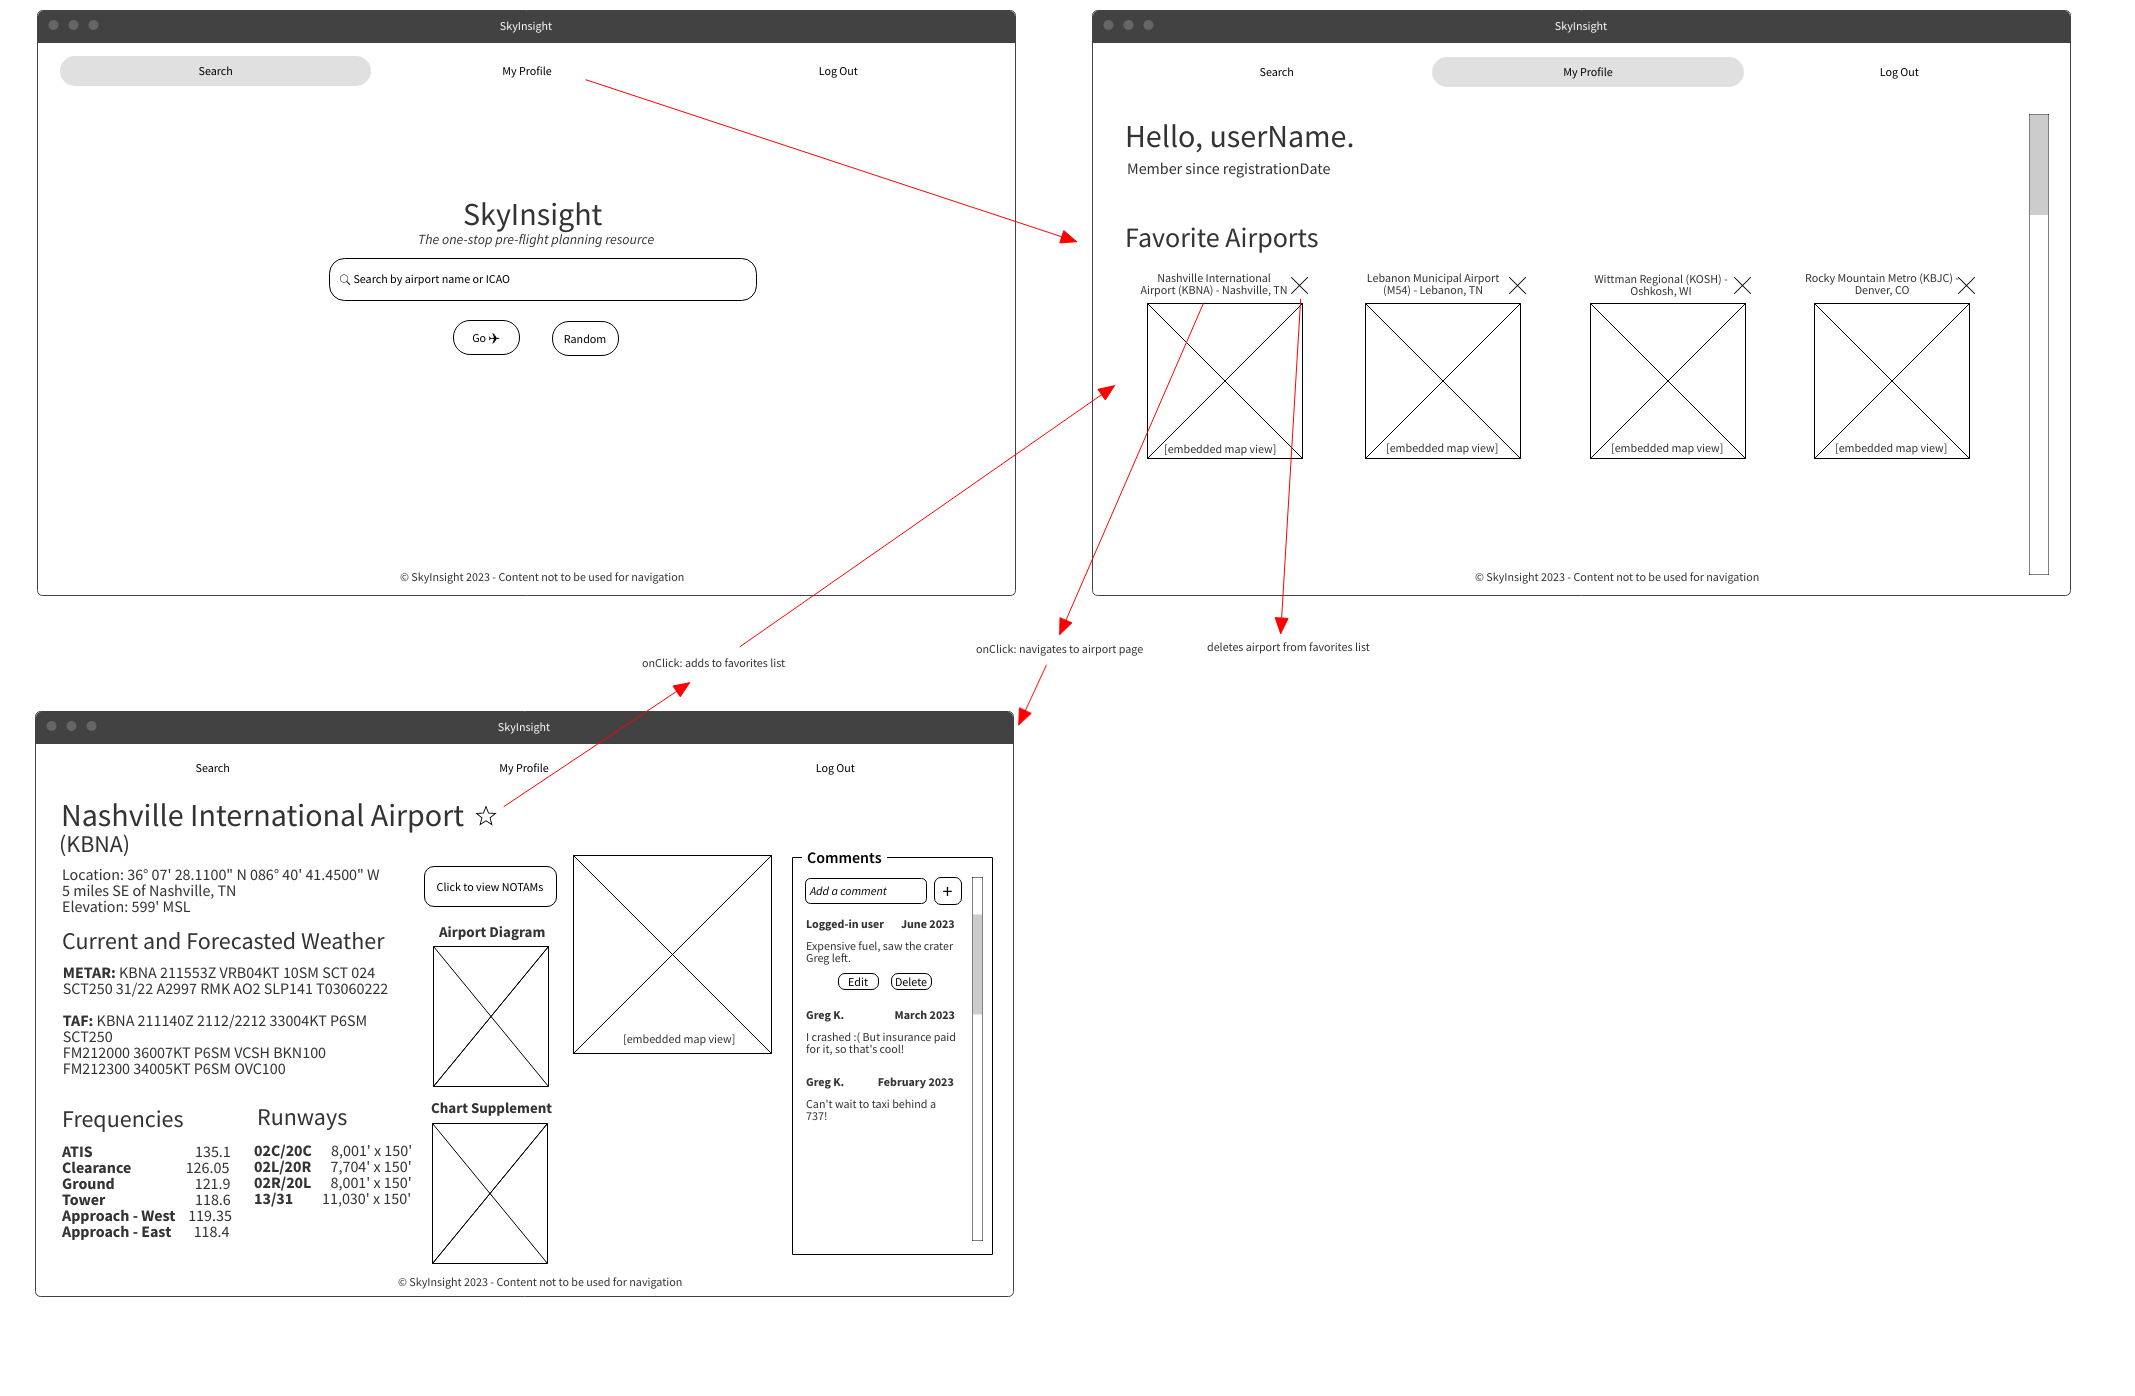 SkyInsight
Search
My Profile
Log Out
SkyInsight
The one-stop pre-flight planning resource
Search by airport name or ICAO
Go ✈
Random
© SkyInsight 2023 - Content not to be used for navigation
SkyInsight
Search
My Profile
Log Out
Hello, userName.
Member since registrationDate
Favorite Airports
Nashville International
Airport (KBNA) - Nashville, TN
Lebanon Municipal Airport
(M54) - Lebanon, TN
Wittman Regional (KOSH) -
Oshkosh, WI
Rocky Mountain Metro (KBJC) -
Denver, CO
[embedded map view]
[embedded map view]
[embedded map view]
[embedded map view]
© SkyInsight 2023 - Content not to be used for navigation
onClick: adds to favorites list
onClick: navigates to airport page
deletes airport from favorites list
SkyInsight
Search
My Profile
Log Out
Nashville International Airport ☆
(KBNA)
Location: 36° 07' 28.1100" N 086° 40' 41.4500" W
5 miles SE of Nashville, TN
Elevation: 599' MSL
Current and Forecasted Weather
METAR: KBNA 211553Z VRB04KT 10SM SCT 024
SCT250 31/22 A2997 RMK AO2 SLP141 T03060222
TAF: KBNA 211140Z 2112/2212 33004KT P6SM
SCT250
FM212000 36007KT P6SM VCSH BKN100
FM212300 34005KT P6SM OVC100
Frequencies
ATIS 135.1
Clearance 126.05
Ground 121.9
Tower 118.6
Approach - West 119.35
Approach - East 118.4
Runways
02C/20C 8,001' x 150'
02L/20R 7,704' x 150'
02R/20L 8,001' x 150'
13/31 11,030' x 150'
Click to view NOTAMs
Airport Diagram
Chart Supplement
[embedded map view]
Comments
Add a comment
+
Logged-in user June 2023
Expensive fuel, saw the crater
Greg left.
Edit
Delete
Greg K. March 2023
I crashed :( But insurance paid
for it, so that's cool!
Greg K. February 2023
Can't wait to taxi behind a
737!
© SkyInsight 2023 - Content not to be used for navigation